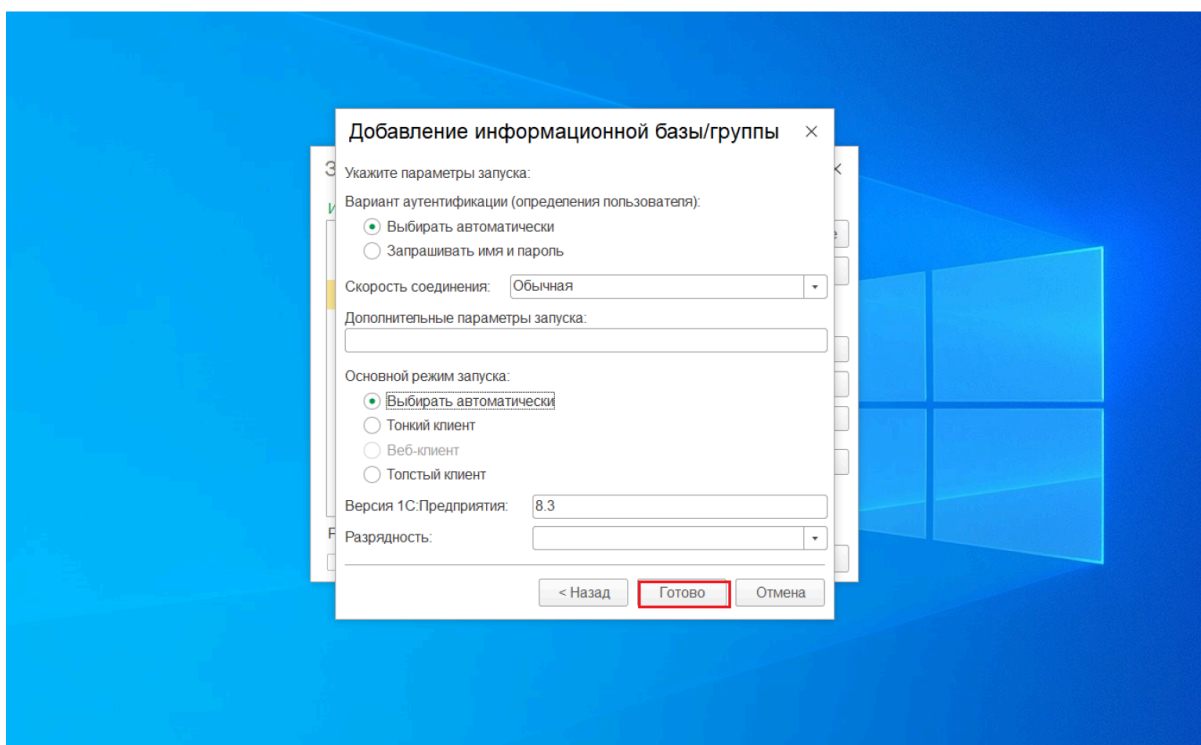 Добавление информационной базы/группы
Укажите параметры запуска:
Вариант аутентификации (определения пользователя):
Выбирать автоматически
Запрашивать имя и пароль
Скорость соединения: Обычная
Дополнительные параметры запуска:
Основной режим запуска:
Выбирать автоматически
Тонкий клиент
Веб-клиент
Толстый клиент
Версия 1С:Предприятия: 8.3
Разрядность:
< Назад Готово Отмена